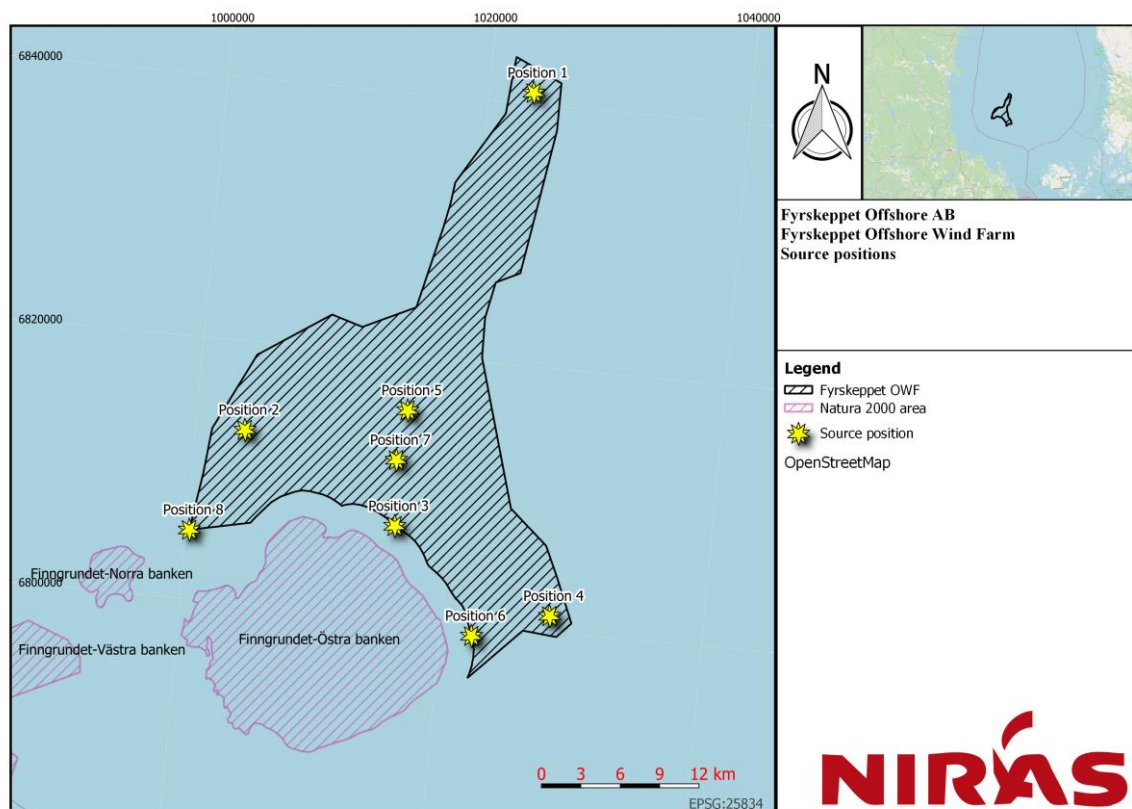 1000000
1020000
1040000
6840000
6820000
6800000
Position 1
Position 5
Position 2
Position 7
Position 3
Position 8
Position 4
Position 6
Finngrundet-Norra banken
Finngrundet-Västra banken
Finngrundet-Östra banken
0 3 6 9 12 km
EPSG:25834
N
Fyrskeppet Offshore AB
Fyrskeppet Offshore Wind Farm
Source positions
Legend
Fyrskeppet OWF
Natura 2000 area
Source position
OpenStreetMap
NIRAS